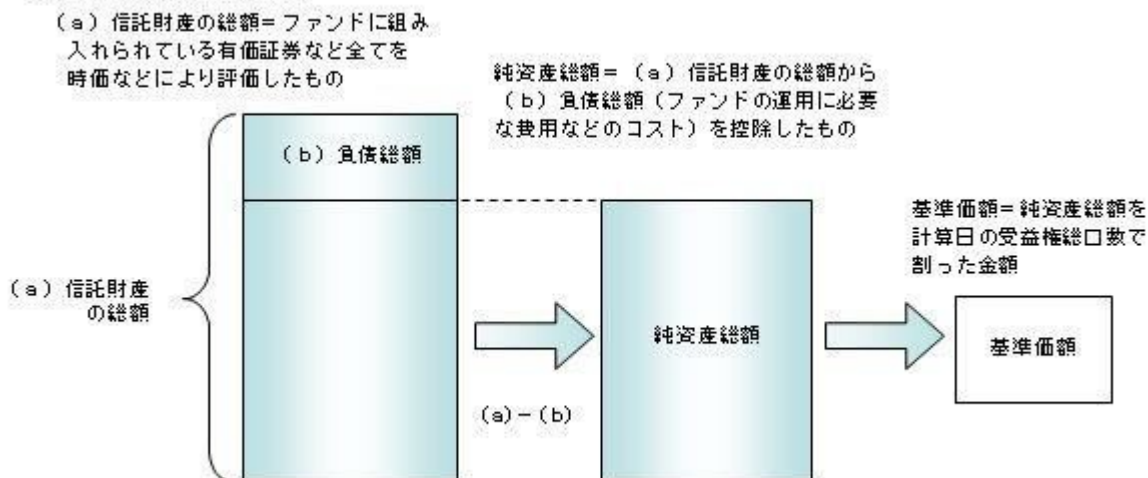 （a）信託財産の総額＝ファンドに組み
入れられている有価証券など全てを
時価などにより評価したもの
純資産総額＝（a）信託財産の総額から
（b）負債総額（ファンドの運用に必要
な費用などのコスト）を控除したもの
（b）負債総額
基準価額＝純資産総額を
計算日の受益権総口数で
割った金額
（a）信託財産
の総額
純資産総額
基準価額
（a）－（b）